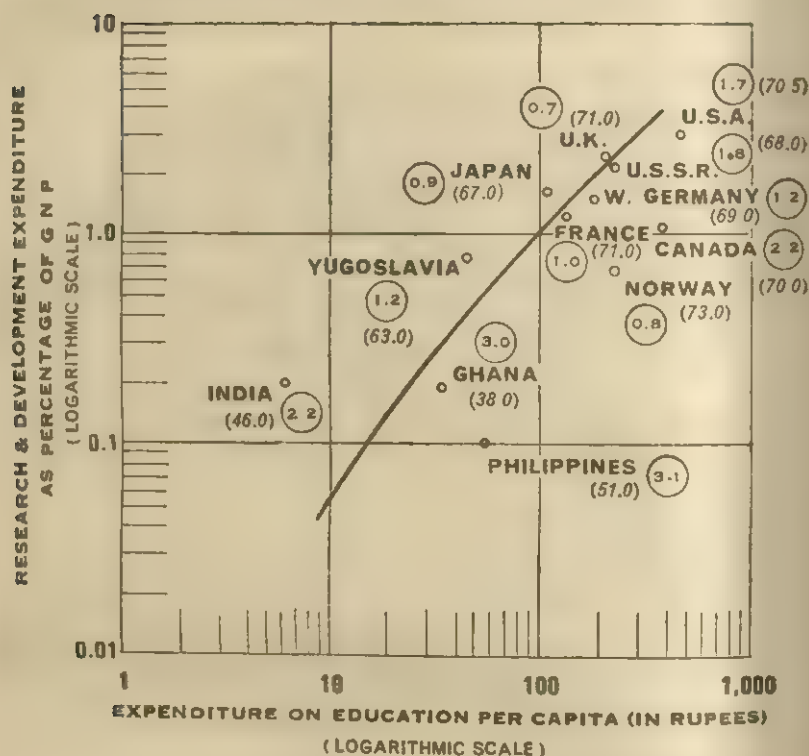 RESEARCH & DEVELOPMENT EXPENDITURE
AS PERCENTAGE OF G N P
(LOGARITHMIC SCALE)
10
1.0
0.1
0.01
1.7 (70 5)
U.S.A.
0.7 (71.0)
U.K.
1.8 (68.0)
U.S.S.R.
0.9 JAPAN
(67.0)
W. GERMANY 1 2
(69 0)
FRANCE
1.0 (71.0)
CANADA 2 2
(70 0)
YUGOSLAVIA
1.2
(63.0)
NORWAY
(73.0)
0.8
3.0
GHANA
(38 0)
INDIA
(46.0) 2 2
PHILIPPINES 3-1
(51.0)
1 10 100 1,000
EXPENDITURE ON EDUCATION PER CAPITA (IN RUPEES)
(LOGARITHMIC SCALE)